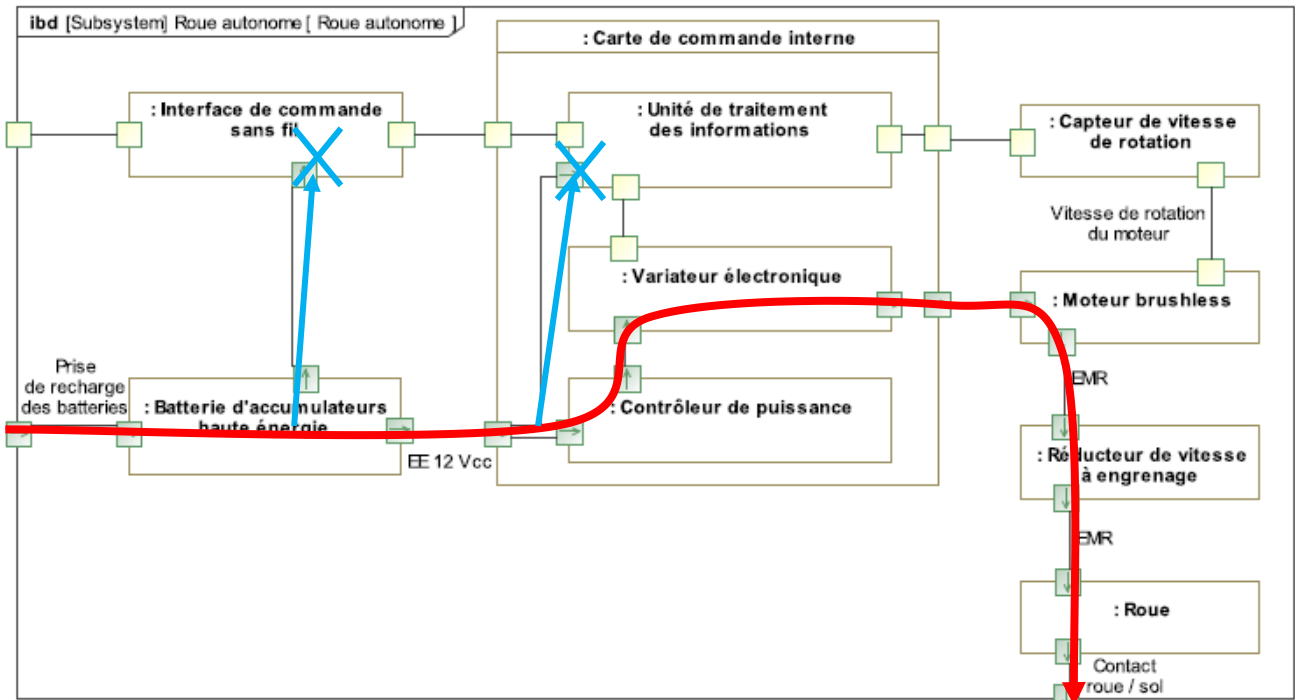 ibd [Subsystem] Roue autonome [ Roue autonome ]
: Carte de commande interne
: Interface de commande
sans fil
: Unité de traitement
des informations
: Capteur de vitesse
de rotation
Vitesse de rotation
du moteur
: Variateur électronique
: Moteur brushless
Prise
de recharge
des batteries
: Batterie d'accumulateurs
haute énergie
: Contrôleur de puissance
EE 12 Vcc
EMR
: Réducteur de vitesse
à engrenage
EMR
: Roue
Contact
roue / sol